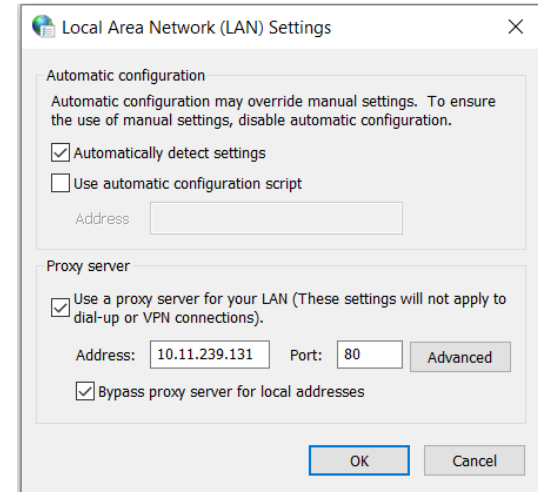 Local Area Network (LAN) Settings
Automatic configuration
Automatic configuration may override manual settings. To ensure
the use of manual settings, disable automatic configuration.
Automatically detect settings
Use automatic configuration script
Address
Proxy server
Use a proxy server for your LAN (These settings will not apply to
dial-up or VPN connections).
Address: 10.11.239.131 Port: 80 Advanced
Bypass proxy server for local addresses
OK Cancel